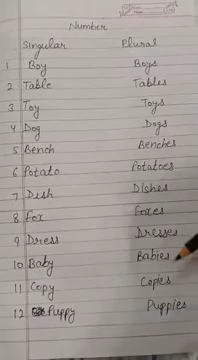 Number
Singular Plural
1 Boy Boys
2 Table Tables
3 Toy Toys
4 Dog Dogs
5 Bench Benches
6 Potato Potatoes
7 Dish Dishes
8 Fox Foxes
9 Dress Dresses
10 Baby Babies
11 Copy Copies
12 Puppy Puppies